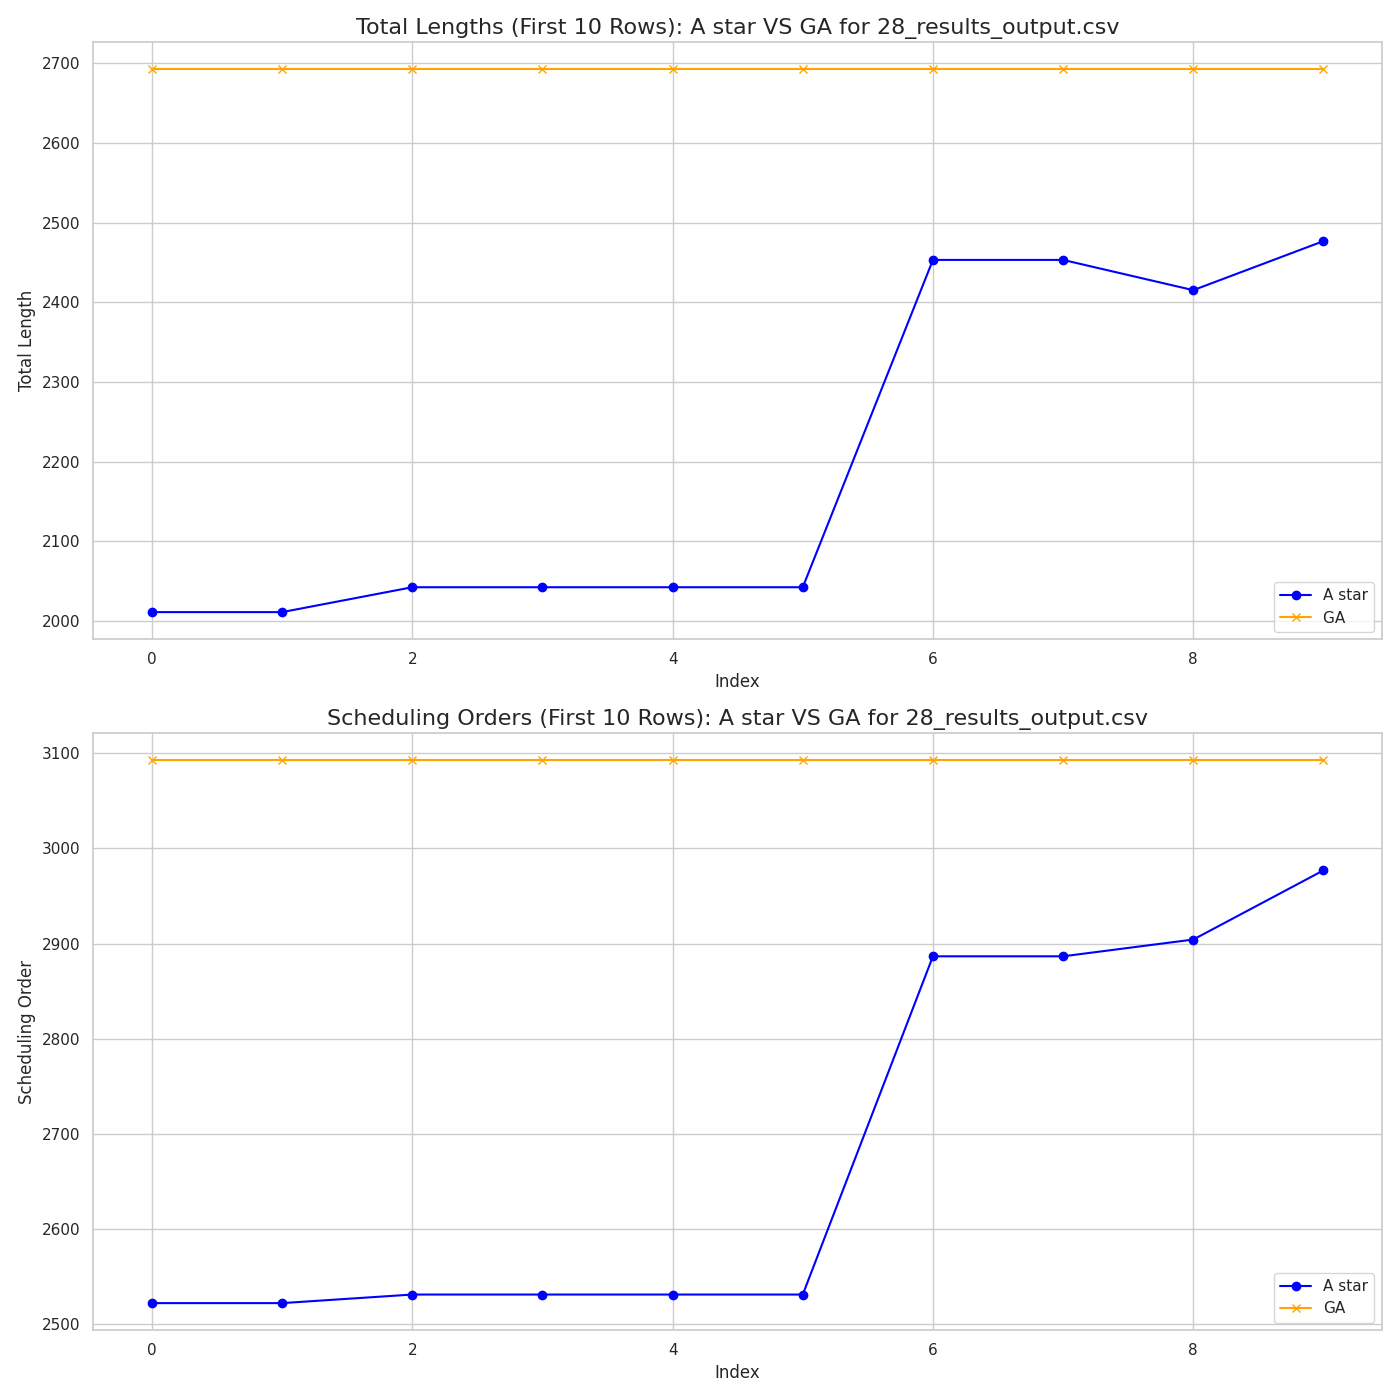 Total Lengths (First 10 Rows): A star VS GA for 28_results_output.csv
2700
2600
2500
2400
2300
2200
2100
2000
Total Length
A star
GA
0 2 4 6 8
Index
Scheduling Orders (First 10 Rows): A star VS GA for 28_results_output.csv
3100
3000
2900
2800
2700
2600
2500
Scheduling Order
A star
GA
0 2 4 6 8
Index